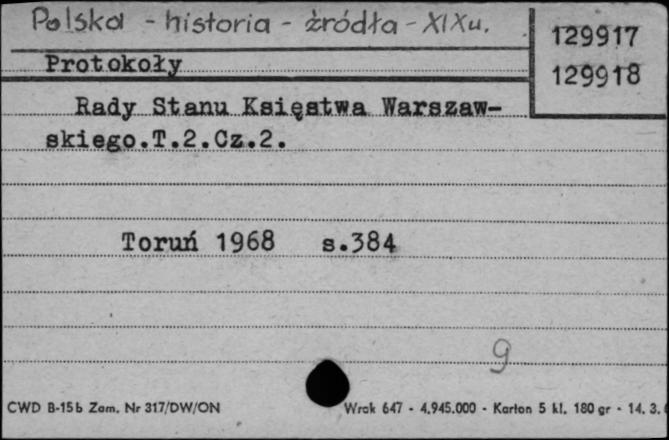 Polska - historia - źródła - XIXw.
129917
Protokoły
129918
Rady Stanu Księstwa Warszaw-
skiego.T.2.Cz.2.
Toruń 1968 s.384
9
CWD B-15b Zam. Nr 317/DW/ON
Wrok 647 - 4.945.000 - Karton 5 kl. 180 gr - 14. 3.